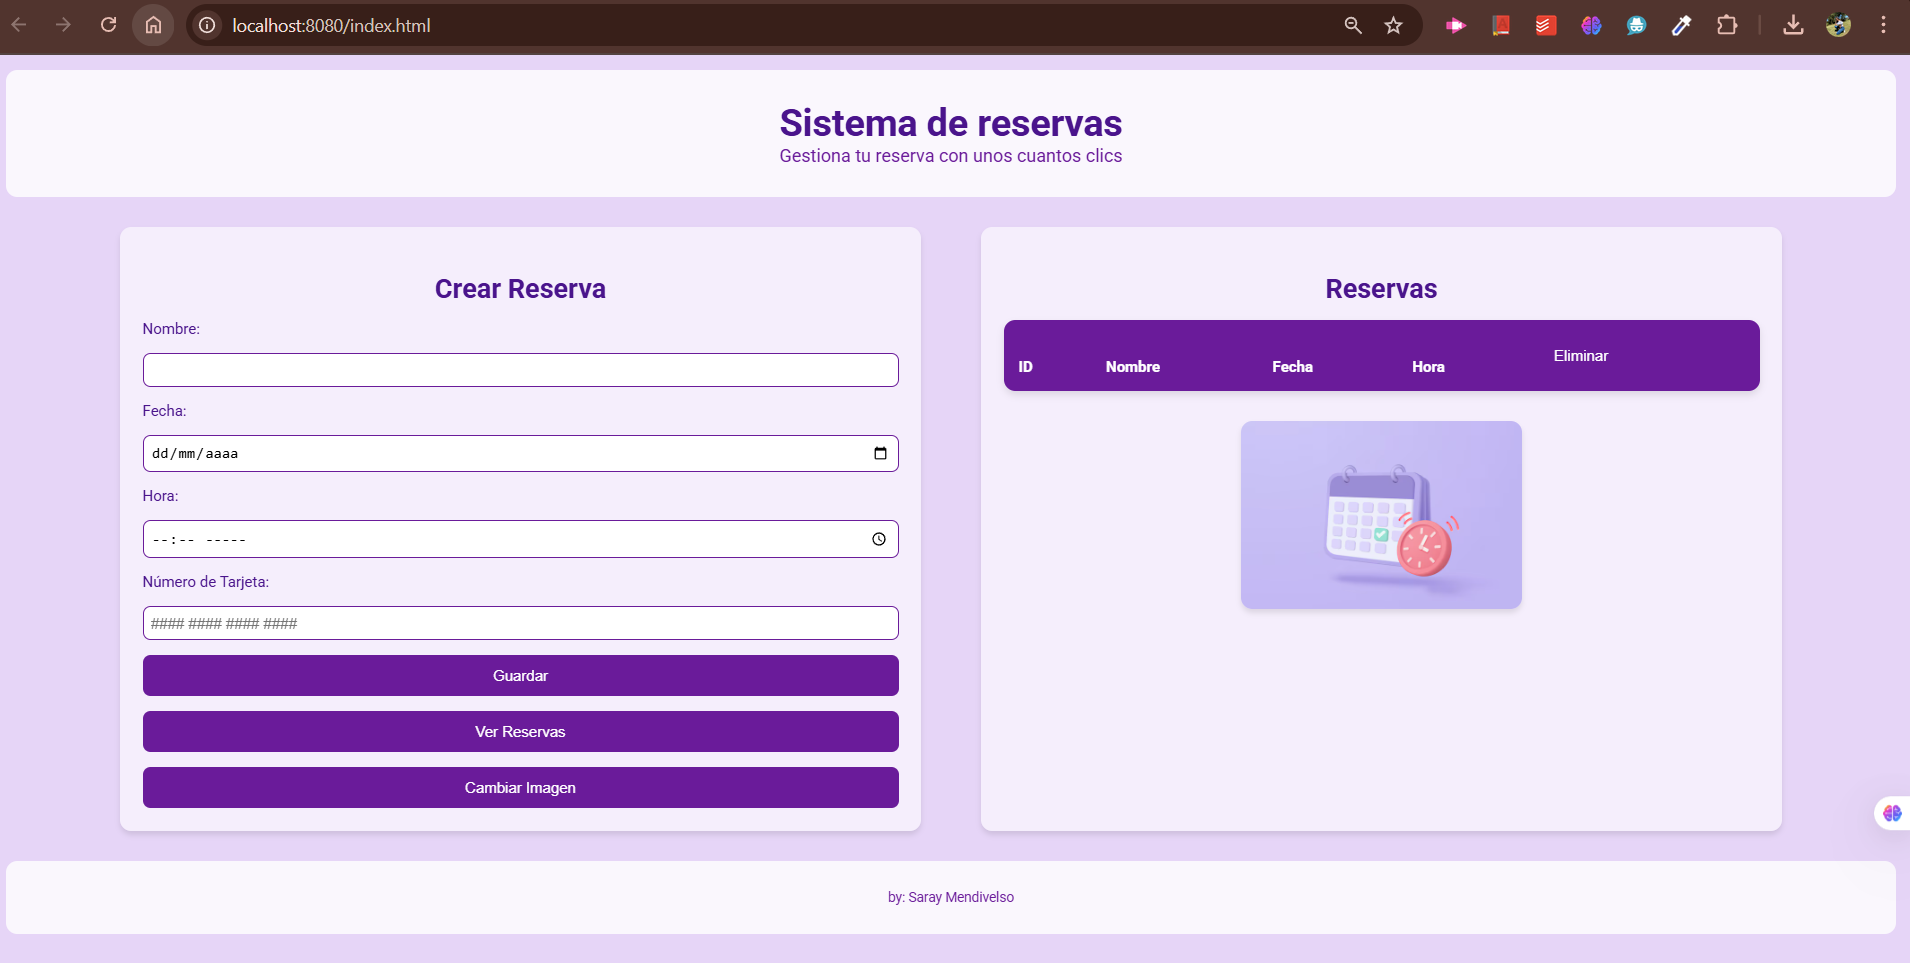 localhost:8080/index.html
Sistema de reservas
Gestiona tu reserva con unos cuantos clics
Crear Reserva
Nombre:
Fecha:
dd/mm/aaaa
Hora:
--:-- -----
Número de Tarjeta:
#### #### #### ####
Guardar
Ver Reservas
Cambiar Imagen
Reservas
ID Nombre Fecha Hora Eliminar
by: Saray Mendivelso